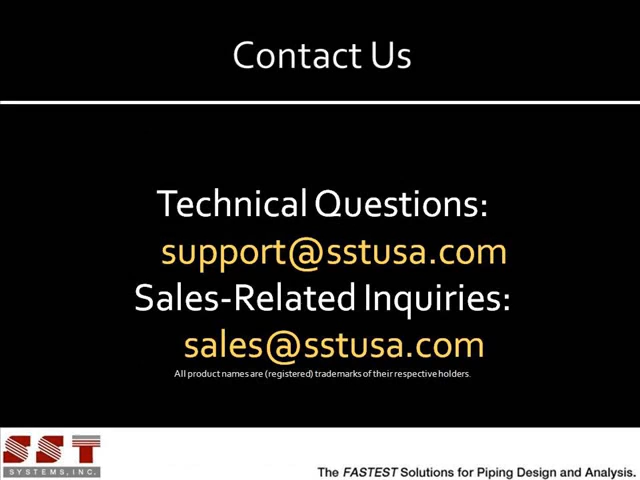 Contact Us
Technical Questions:
support@sstusa.com
Sales-Related Inquiries:
sales@sstusa.com
All product names are (registered) trademarks of their respective holders.
SST
SYSTEMS, INC.
The FASTEST Solutions for Piping Design and Analysis.